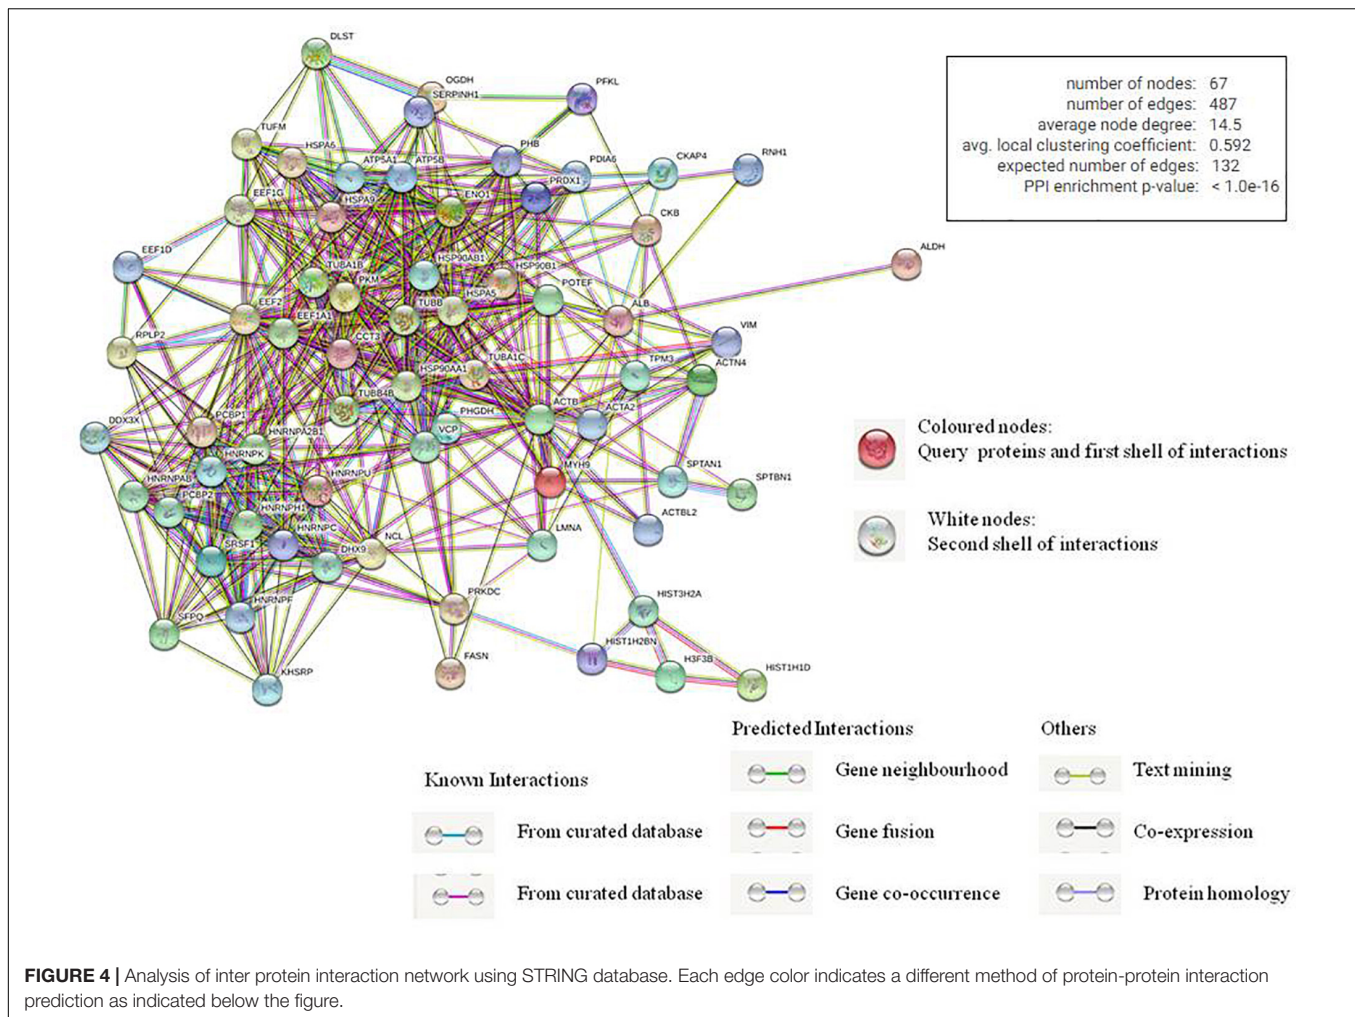 DLST
OGDH
SERPINH1
PFKL
TUFM
HSPA6
ATP5A1
ATP5B
PHB
PDIA6
CKAP4
RNH1
PRDX1
EEF1G
HSPA9
ENO1
CKB
EEF1D
ALDH
TUBA1B
HSP90AB1
HSP90B1
PKM
POTEF
EEF2
EEF1A1
TUBB
HSPA5
ALB
VIM
RPLP2
CCT3
TUBA1C
TPM3
ACTN4
HSP90AA1
TUBB4B
DDX3X
PCBP1
HNRNPA2B1
PHGDH
VCP
ACTB
ACTA2
HNRNPK
HNRNPAB
HNRNPU
MYH9
SPTAN1
SPTBN1
PCBP2
HNRNPH1
HNRNPC
NCL
LMNA
ACTBL2
SRSF1
DHX9
HNRNPF
PRKDC
HIST3H2A
SFPQ
HIST1H2BN
KHSRP
FASN
H3F3B
HIST1H1D
number of nodes: 67
number of edges: 487
average node degree: 14.5
avg. local clustering coefficient: 0.592
expected number of edges: 132
PPI enrichment p-value: < 1.0e-16
Coloured nodes:
Query proteins and first shell of interactions
White nodes:
Second shell of interactions
Known Interactions
From curated database
From curated database
Predicted Interactions
Gene neighbourhood
Gene fusion
Gene co-occurrence
Others
Text mining
Co-expression
Protein homology
FIGURE 4 | Analysis of inter protein interaction network using STRING database. Each edge color indicates a different method of protein-protein interaction
prediction as indicated below the figure.